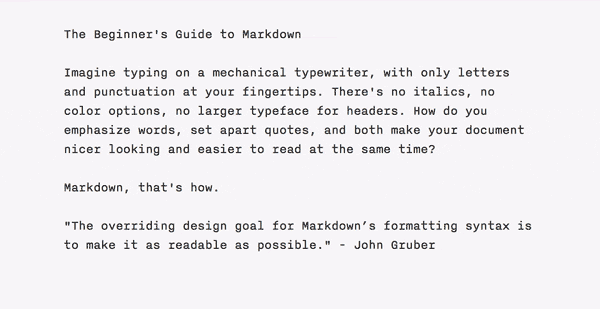 The Beginner's Guide to Markdown
Imagine typing on a mechanical typewriter, with only letters
and punctuation at your fingertips. There's no italics, no
color options, no larger typeface for headers. How do you
emphasize words, set apart quotes, and both make your document
nicer looking and easier to read at the same time?
Markdown, that's how.
"The overriding design goal for Markdown’s formatting syntax is
to make it as readable as possible." - John Gruber